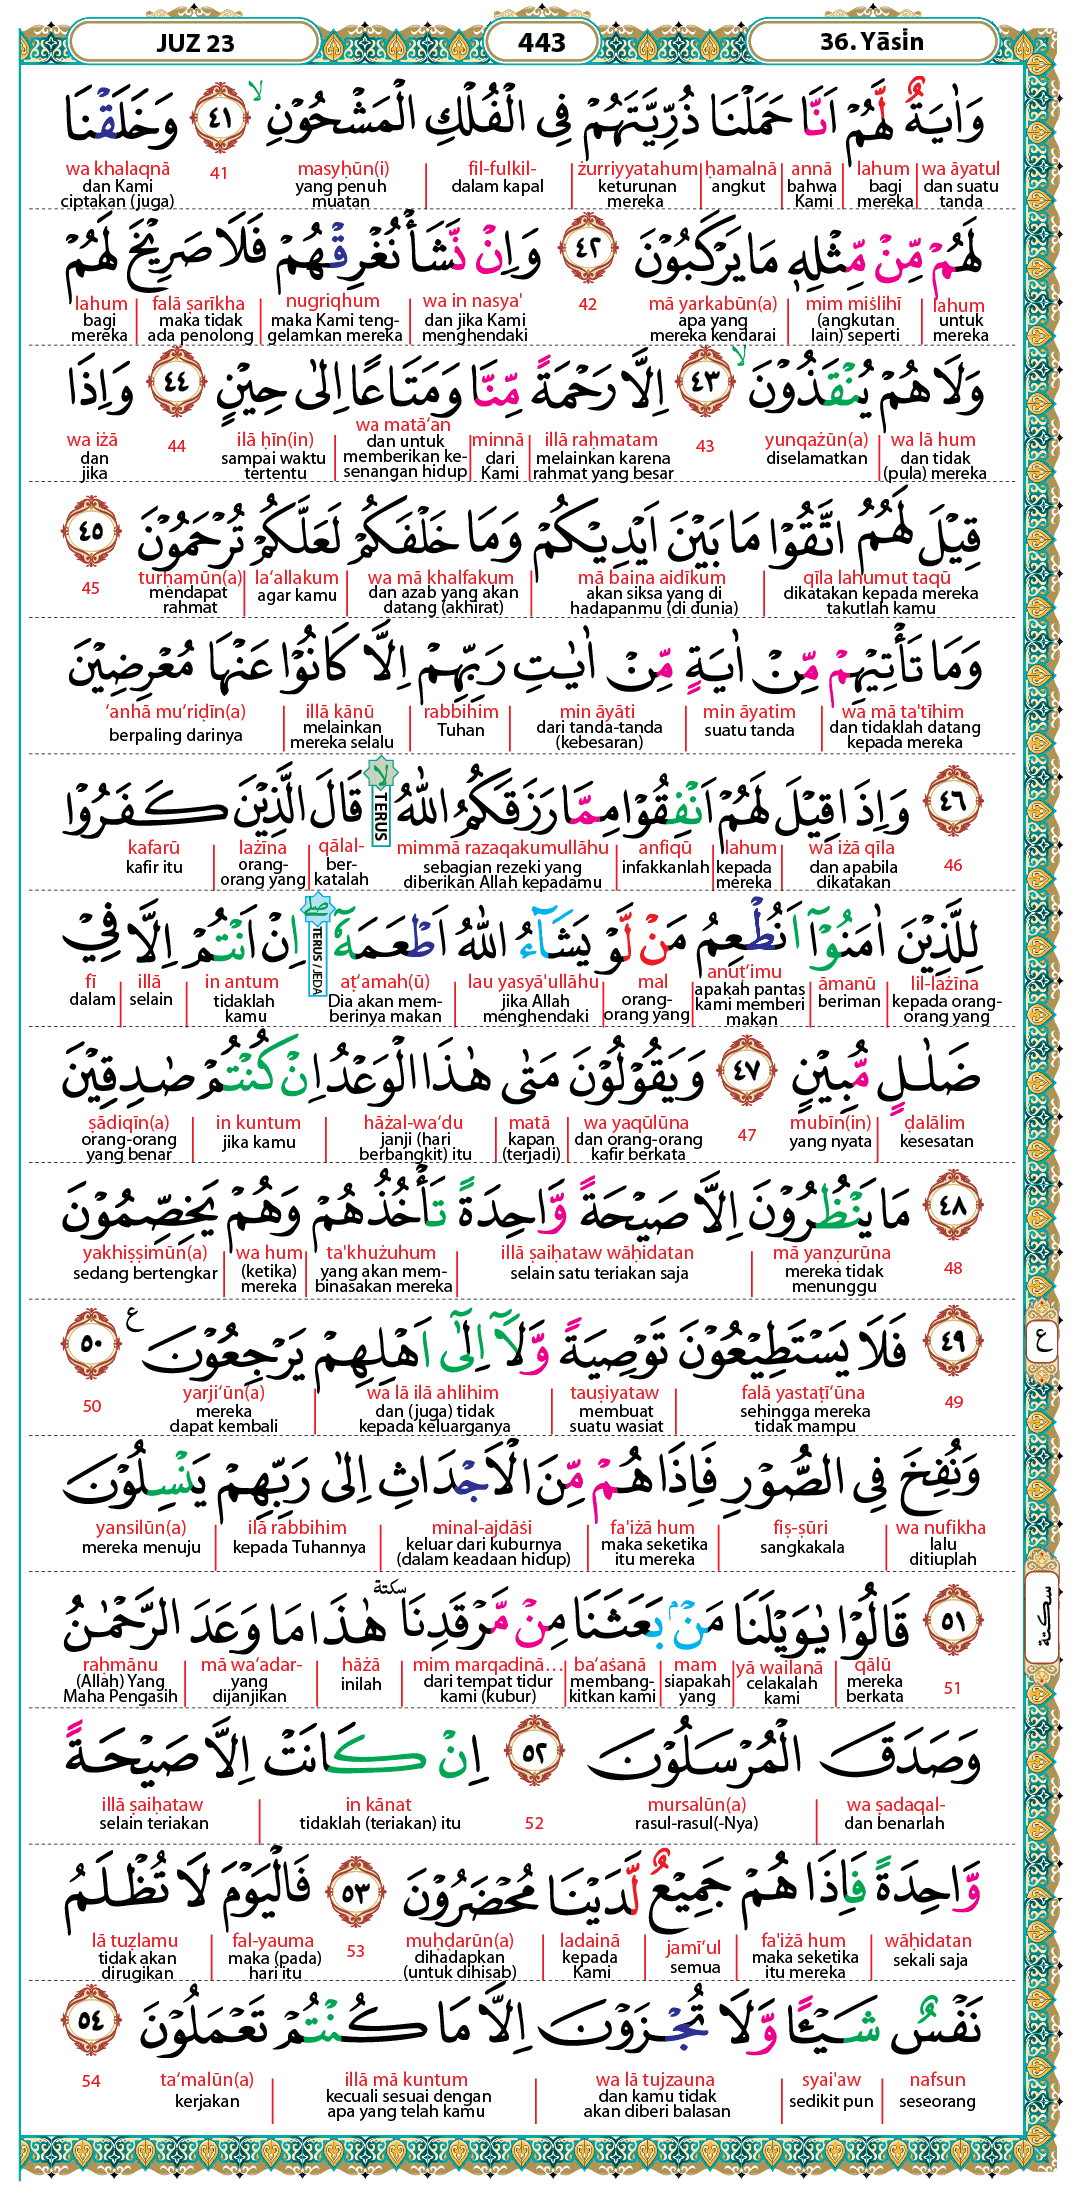 JUZ 23 443 36. Yāsin
وَاٰيَةٌ لَّهُمْ اَنَّا حَمَلْنَا ذُرِّيَّتَهُمْ فِى الْفُلْكِ الْمَشْحُوْنِ ۙ ٤١ وَخَلَقْنَا
wa āyatul lahum annā ḥamalnā żurriyyatahum fil-fulkil- masyḥūn(i) 41 wa khalaqnā
dan suatu tanda bagi mereka bahwa Kami angkut keturunan mereka dalam kapal yang penuh muatan dan Kami ciptakan (juga)
لَهُمْ مِّنْ مِّثْلِهٖ مَا يَرْكَبُوْنَ ٤٢ وَاِنْ نَّشَأْ نُغْرِقْهُمْ فَلَا صَرِيْخَ لَهُمْ
lahum mim miślihī mā yarkabūn(a) 42 wa in nasya' nugriqhum falā ṣarīkha lahum
untuk mereka (angkutan lain) seperti apa yang mereka kendarai dan jika Kami menghendaki maka Kami teng-gelamkan mereka maka tidak ada penolong bagi mereka
وَلَا هُمْ يُنْقَذُوْنَ ۙ ٤٣ اِلَّا رَحْمَةً مِّنَّا وَمَتَاعًا اِلٰى حِيْنٍ ٤٤ وَاِذَا
wa lā hum yunqażūn(a) 43 illā raḥmatam minnā wa matā‘an ilā ḥīn(in) 44 wa iżā
dan tidak (pula) mereka diselamatkan melainkan karena rahmat yang besar dari Kami dan untuk memberikan ke-senangan hidup sampai waktu tertentu dan jika
قِيْلَ لَهُمُ اتَّقُوْا مَا بَيْنَ اَيْدِيْكُمْ وَمَا خَلْفَكُمْ لَعَلَّكُمْ تُرْحَمُوْنَ ٤٥
qīla lahumut taqū mā baina aidīkum wa mā khalfakum la‘allakum turḥamūn(a) 45
dikatakan kepada mereka takutlah kamu akan siksa yang di hadapanmu (di dunia) dan azab yang akan datang (akhirat) agar kamu mendapat rahmat
وَمَا تَأْتِيْهِمْ مِّنْ اٰيَةٍ مِّنْ اٰيٰتِ رَبِّهِمْ اِلَّا كَانُوْا عَنْهَا مُعْرِضِيْنَ
wa mā ta'tīhim min āyatim min āyāti rabbihim illā kānū ‘anhā mu‘riḍīn(a)
dan tidaklah datang kepada mereka suatu tanda dari tanda-tanda (kebesaran) Tuhan melainkan mereka selalu berpaling darinya
٤٦ وَاِذَا قِيْلَ لَهُمْ اَنْفِقُوْا مِمَّا رَزَقَكُمُ اللّٰهُ ۙ TERUS قَالَ الَّذِيْنَ كَفَرُوْا
46 wa iżā qīla lahum anfiqū mimmā razaqakumullāhu qālal- lażīna kafarū
dan apabila dikatakan kepada mereka infakkanlah sebagian rezeki yang diberikan Allah kepadamu ber-katalah orang-orang yang kafir itu
لِلَّذِيْنَ اٰمَنُوْٓا اَنُطْعِمُ مَنْ لَّوْ يَشَاۤءُ اللّٰهُ اَطْعَمَهٗٓ ۖ TERUS / JEDA اِنْ اَنْتُمْ اِلَّا فِيْ
lil-lażīna āmanū anuṭ‘imu mal lau yasyā'ullāhu aṭ‘amah(ū) in antum illā fī
kepada orang-orang yang beriman apakah pantas kami memberi makan orang-orang yang jika Allah menghendaki Dia akan mem-berinya makan tidaklah kamu selain dalam
ضَلٰلٍ مُّبِيْنٍ ٤٧ وَيَقُوْلُوْنَ مَتٰى هٰذَا الْوَعْدُ اِنْ كُنْتُمْ صٰدِقِيْنَ
ḍalālim mubīn(in) 47 wa yaqūlūna matā hāżal-wa‘du in kuntum ṣādiqīn(a)
kesesatan yang nyata dan orang-orang kafir berkata kapan (terjadi) janji (hari berbangkit) itu jika kamu orang-orang yang benar
٤٨ مَا يَنْظُرُوْنَ اِلَّا صَيْحَةً وَّاحِدَةً تَأْخُذُهُمْ وَهُمْ يَخِصِّمُوْنَ
48 mā yanẓurūna illā ṣaiḥataw wāḥidatan ta'khużuhum wa hum yakhiṣṣimūn(a)
mereka tidak menunggu selain satu teriakan saja yang akan mem-binasakan mereka (ketika) mereka sedang bertengkar
٤٩ فَلَا يَسْتَطِيْعُوْنَ تَوْصِيَةً وَّلَآ اِلٰٓى اَهْلِهِمْ يَرْجِعُوْنَ ࣖ ٥٠ ع
49 falā yastaṭī‘ūna tauṣiyataw wa lā ilā ahlihim yarji‘ūn(a) 50
sehingga mereka tidak mampu membuat suatu wasiat dan (juga) tidak kepada keluarganya mereka dapat kembali
وَنُفِخَ فِى الصُّوْرِ فَاِذَا هُمْ مِّنَ الْاَجْدَاثِ اِلٰى رَبِّهِمْ يَنْسِلُوْنَ
wa nufikha fiṣ-ṣūri fa'iżā hum minal-ajdāśi ilā rabbihim yansilūn(a)
lalu ditiuplah sangkakala maka seketika itu mereka keluar dari kuburnya (dalam keadaan hidup) kepada Tuhannya mereka menuju
٥١ قَالُوْا يٰوَيْلَنَا مَنْۢ بَعَثَنَا مِنْ مَّرْقَدِنَا سكتة هٰذَا مَا وَعَدَ الرَّحْمٰنُ سكتة
51 qālū yā wailanā mam ba‘aśanā mim marqadinā… hāżā mā wa‘adar- raḥmānu
mereka berkata celakalah kami siapakah yang membang-kitkan kami dari tempat tidur kami (kubur) inilah yang dijanjikan (Allah) Yang Maha Pengasih
وَصَدَقَ الْمُرْسَلُوْنَ ٥٢ اِنْ كَانَتْ اِلَّا صَيْحَةً
wa ṣadaqal- mursalūn(a) 52 in kānat illā ṣaiḥataw
dan benarlah rasul-rasul(-Nya) tidaklah (teriakan) itu selain teriakan
وَّاحِدَةً فَاِذَا هُمْ جَمِيْعٌ لَّدَيْنَا مُحْضَرُوْنَ ٥٣ فَالْيَوْمَ لَا تُظْلَمُ
wāḥidatan fa'iżā hum jamī‘ul ladainā muḥḍarūn(a) 53 fal-yauma lā tuẓlamu
sekali saja maka seketika itu mereka semua kepada Kami dihadapkan (untuk dihisab) maka (pada) hari itu tidak akan dirugikan
نَفْسٌ شَيْـًٔا وَّلَا تُجْزَوْنَ اِلَّا مَا كُنْتُمْ تَعْمَلُوْنَ ٥٤
nafsun syai'aw wa lā tujzauna illā mā kuntum ta‘malūn(a) 54
seseorang sedikit pun dan kamu tidak akan diberi balasan kecuali sesuai dengan apa yang telah kamu kerjakan